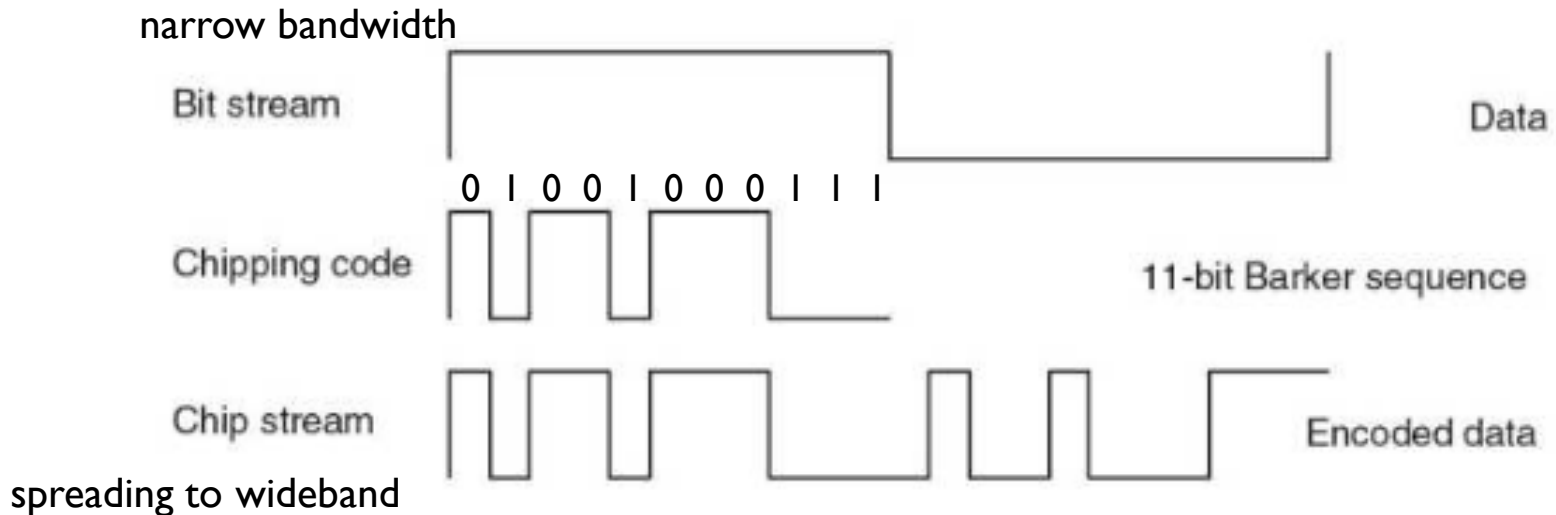 narrow bandwidth
Bit stream
Data
0 1 0 0 1 0 0 0 1 1 1
Chipping code
11-bit Barker sequence
Chip stream
Encoded data
spreading to wideband